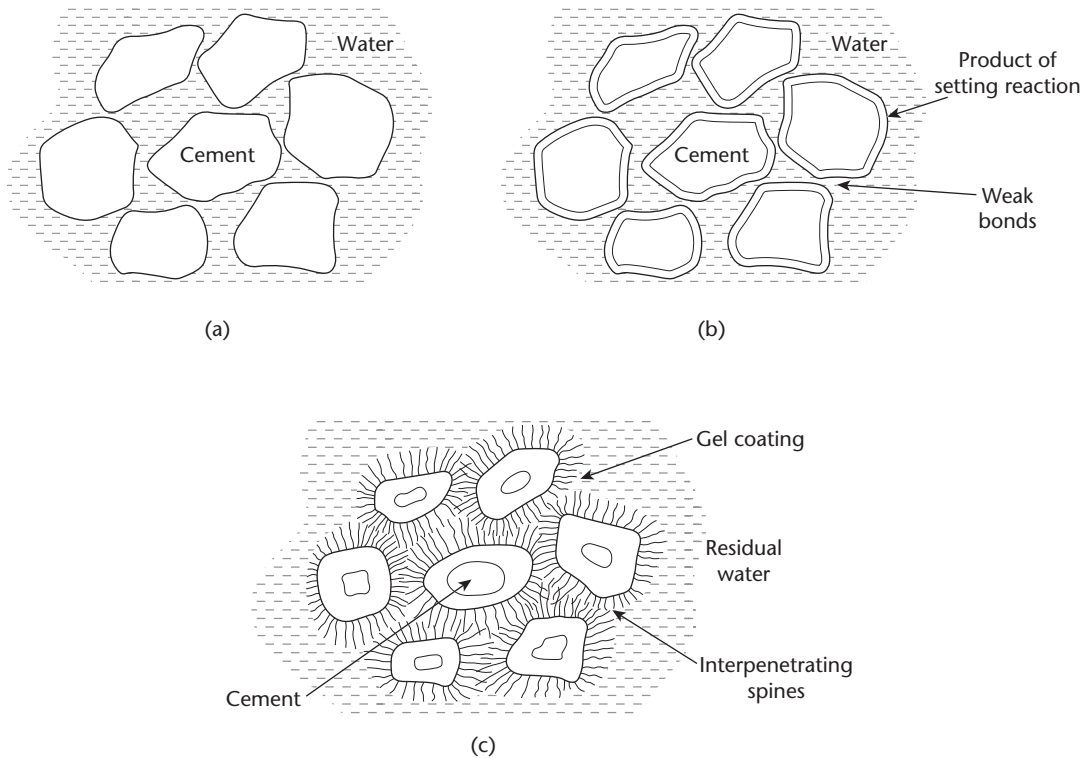 Water
Cement
(a)
Water
Product of
setting reaction
Cement
Weak
bonds
(b)
Gel coating
Residual
water
Interpenetrating
spines
Cement
(c)